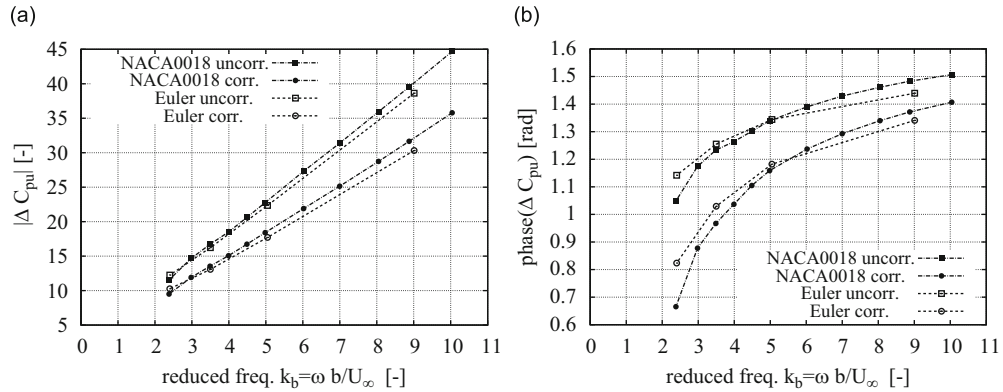 (a)
|Δ C_pu| [-]
45
40
35
30
25
20
15
10
5
NACA0018 uncorr.
NACA0018 corr.
Euler uncorr.
Euler corr.
0 1 2 3 4 5 6 7 8 9 10 11
reduced freq. k_b=ω b/U_∞ [-]
(b)
phase(Δ C_pu) [rad]
1.6
1.5
1.4
1.3
1.2
1.1
1
0.9
0.8
0.7
0.6
NACA0018 uncorr.
NACA0018 corr.
Euler uncorr.
Euler corr.
0 1 2 3 4 5 6 7 8 9 10 11
reduced freq. k_b=ω b/U_∞ [-]